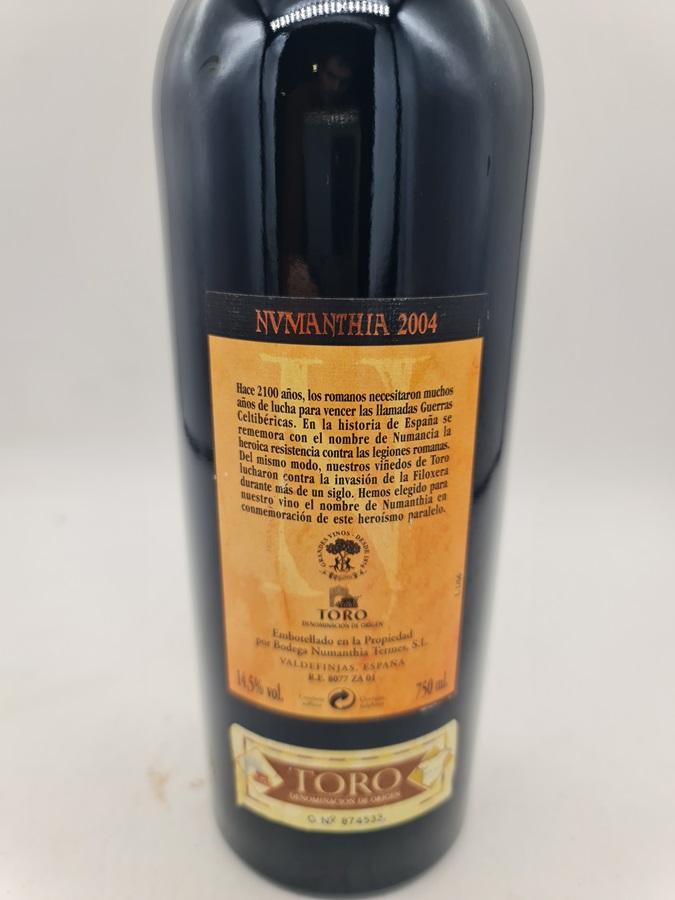 NVMANTHIA 2004
Hace 2100 años, los romanos necesitaron muchos
años de lucha para vencer las llamadas Guerras
Celtibéricas. En la historia de España se
rememora con el nombre de Numancia la
heroica resistencia contra las legiones romanas.
Del mismo modo, nuestros viñedos de Toro
lucharon contra la invasión de la Filoxera
durante más de un siglo. Hemos elegido para
nuestro vino el nombre de Numanthia en
conmemoración de este heroísmo paralelo.
GRANDES VINOS - DESDE
TORO
DENOMINACIÓN DE ORIGEN
Embotellado en la Propiedad
por Bodega Numanthia Termes, S.L.
VALDEFINJAS. ESPAÑA
R.E. 8077 ZA 01
14,5% vol.
750 ml.
TORO
DENOMINACIÓN DE ORIGEN
G Nº 874532